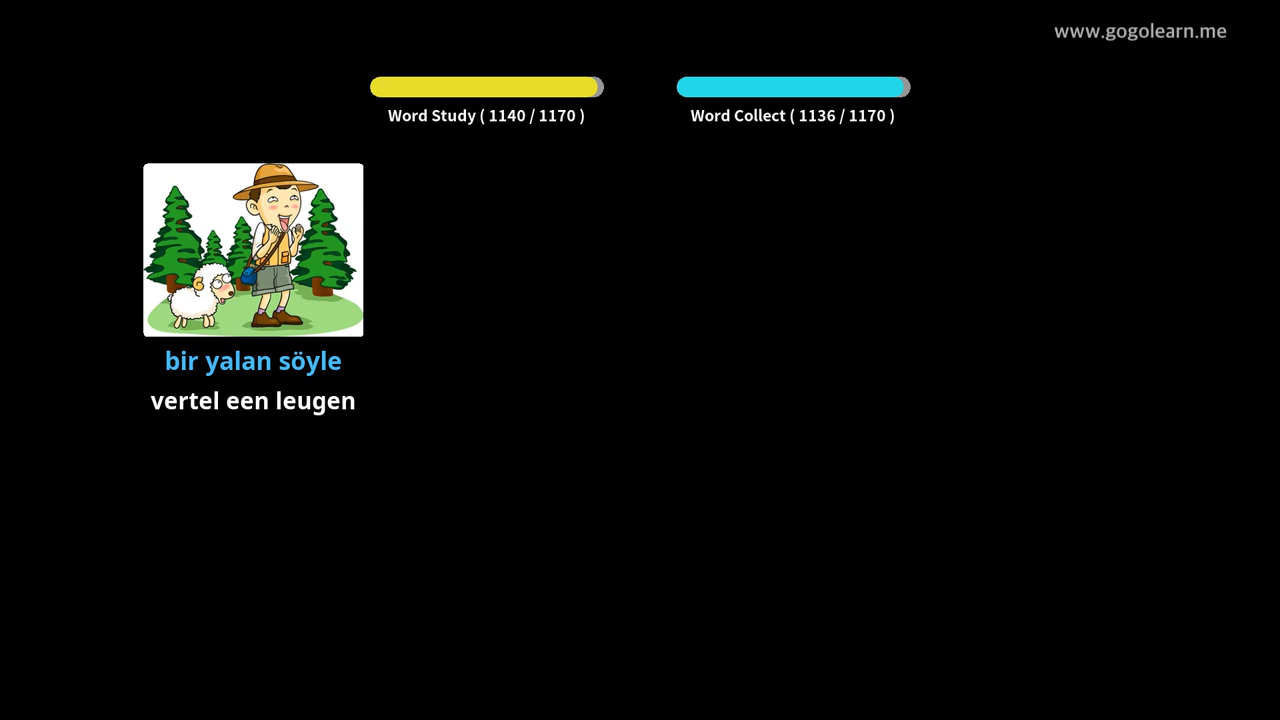 www.gogolearn.me
Word Study ( 1140 / 1170 )
Word Collect ( 1136 / 1170 )
bir yalan söyle
vertel een leugen